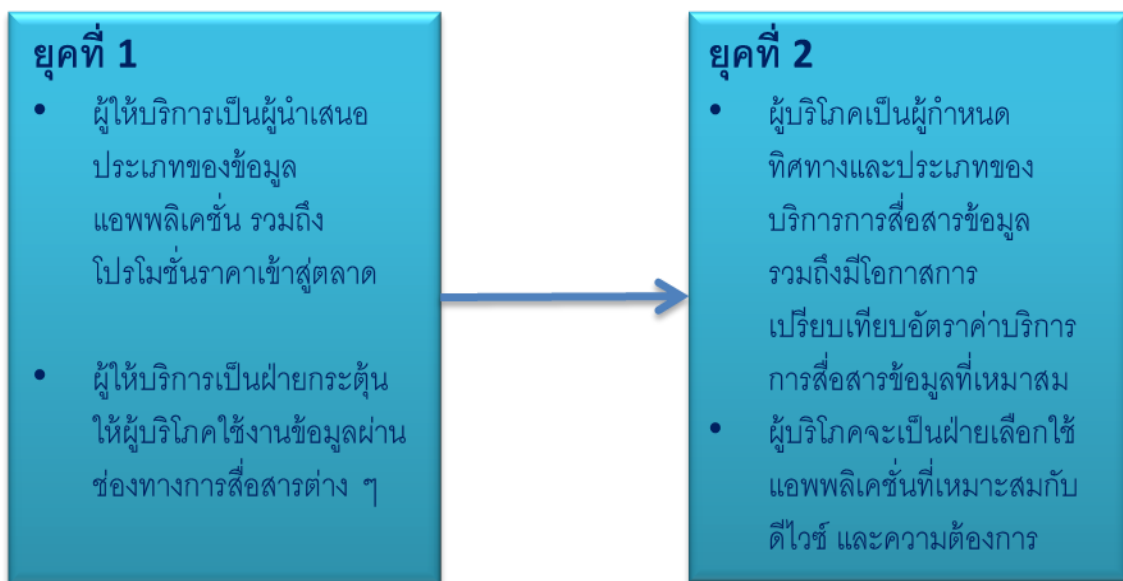 ยุคที่ 1
• ผู้ให้บริการเป็นผู้นำเสนอ
ประเภทของข้อมูล
แอพพลิเคชั่น รวมถึง
โปรโมชั่นราคาเข้าสู่ตลาด
• ผู้ให้บริการเป็นฝ่ายกระตุ้น
ให้ผู้บริโภคใช้งานข้อมูลผ่าน
ช่องทางการสื่อสารต่าง ๆ
ยุคที่ 2
• ผู้บริโภคเป็นผู้กำหนด
ทิศทางและประเภทของ
บริการการสื่อสารข้อมูล
รวมถึงมีโอกาสการ
เปรียบเทียบอัตราค่าบริการ
การสื่อสารข้อมูลที่เหมาสม
• ผู้บริโภคจะเป็นฝ่ายเลือกใช้
แอพพลิเคชั่นที่เหมาะสมกับ
ดีไวซ์ และความต้องการ